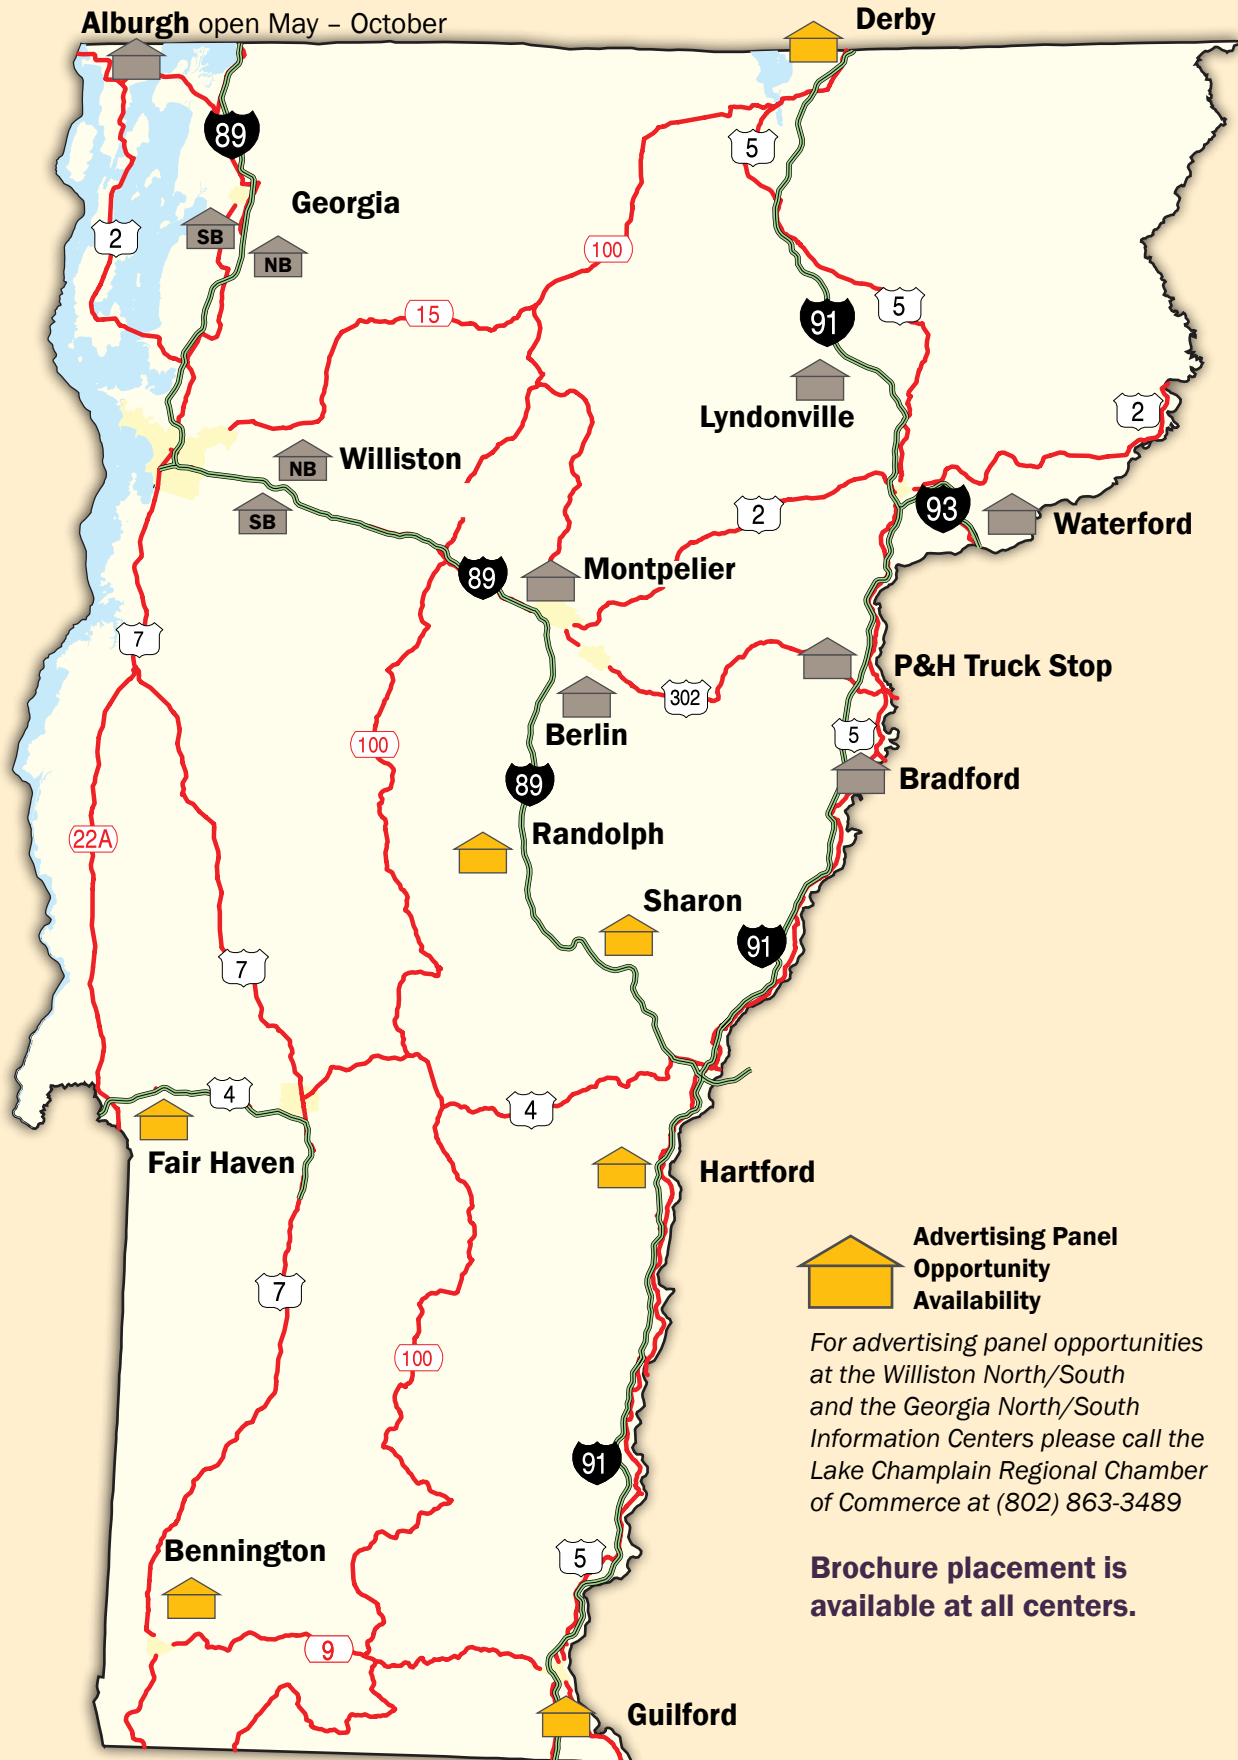 Alburgh open May – October
Derby
89
5
2
Georgia
SB
NB
100
15
91
5
Lyndonville
2
NB
Williston
SB
2
93
Waterford
89
Montpelier
7
P&H Truck Stop
302
Berlin
5
100
89
Bradford
22A
Randolph
Sharon
91
7
4
4
Fair Haven
Hartford
7
Advertising Panel
Opportunity
Availability
For advertising panel opportunities
at the Williston North/South
and the Georgia North/South
Information Centers please call the
Lake Champlain Regional Chamber
of Commerce at (802) 863-3489
100
91
5
Bennington
Brochure placement is
available at all centers.
9
Guilford